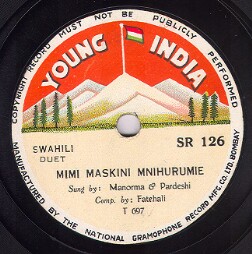 COPYRIGHT RECORD MUST NOT BE PUBLICLY PERFORMED
YOUNG INDIA
SWAHILI
DUET
SR 126
MIMI MASKINI MNIHURUMIE
Sung by: Manorma & Pardeshi
Comp. by: Fatehali
T 697
MANUFACTURED BY THE NATIONAL GRAMOPHONE RECORD MFG. CO. LTD. BOMBAY